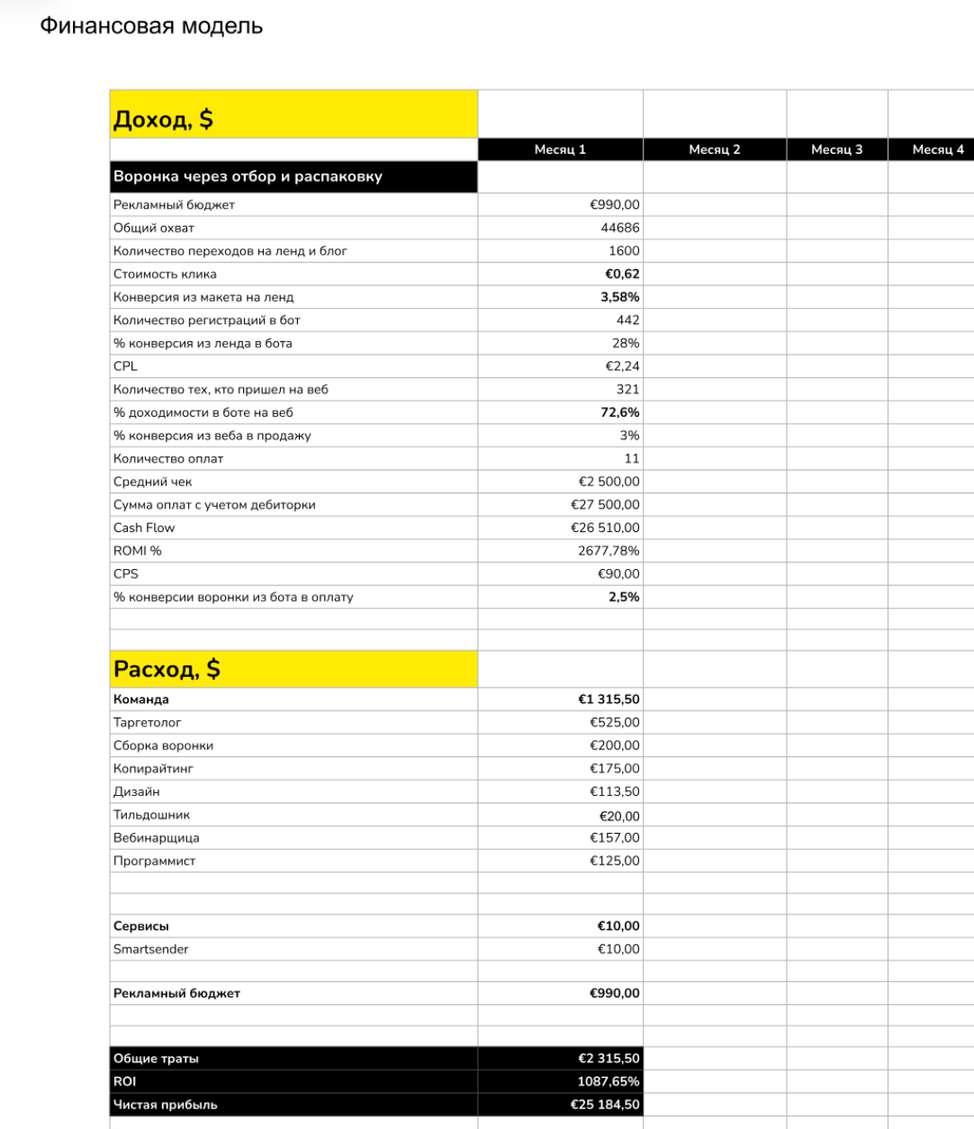 Финансовая модель
Доход, $
Месяц 1 Месяц 2 Месяц 3 Месяц 4
Воронка через отбор и распаковку
Рекламный бюджет €990,00
Общий охват 44686
Количество переходов на ленд и блог 1600
Стоимость клика €0,62
Конверсия из макета на ленд 3,58%
Количество регистраций в бот 442
% конверсия из ленда в бота 28%
CPL €2,24
Количество тех, кто пришел на веб 321
% доходимости в боте на веб 72,6%
% конверсия из веба в продажу 3%
Количество оплат 11
Средний чек €2 500,00
Сумма оплат с учетом дебиторки €27 500,00
Cash Flow €26 510,00
ROMI % 2677,78%
CPS €90,00
% конверсии воронки из бота в оплату 2,5%
Расход, $
Команда €1 315,50
Таргетолог €525,00
Сборка воронки €200,00
Копирайтинг €175,00
Дизайн €113,50
Тильдошник €20,00
Вебинарщица €157,00
Программист €125,00
Сервисы €10,00
Smartsender €10,00
Рекламный бюджет €990,00
Общие траты €2 315,50
ROI 1087,65%
Чистая прибыль €25 184,50